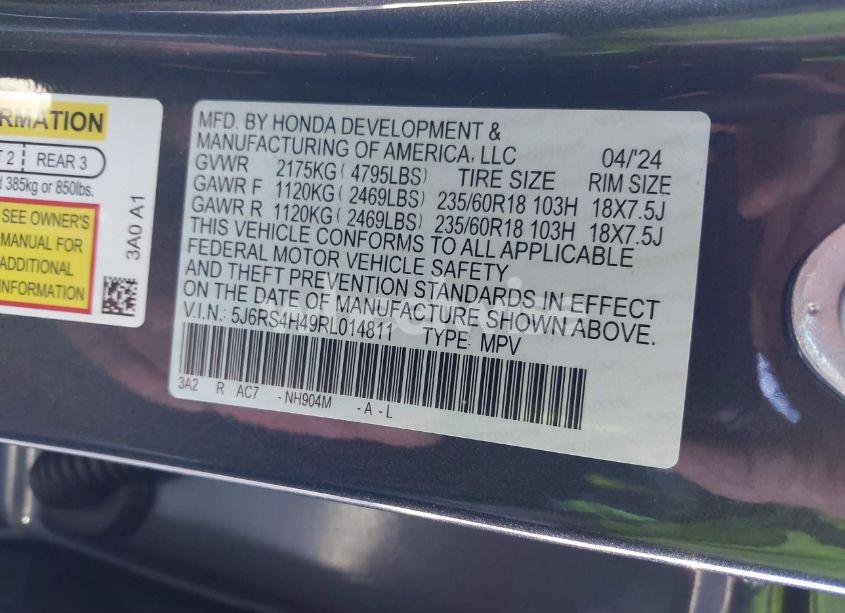 RMATION
T 2 REAR 3
d 385kg or 850lbs.
SEE OWNER'S
MANUAL FOR
ADDITIONAL
INFORMATION
3A0 A1
MFD. BY HONDA DEVELOPMENT &
MANUFACTURING OF AMERICA, LLC 04/'24
GVWR 2175KG ( 4795LBS) TIRE SIZE RIM SIZE
GAWR F 1120KG ( 2469LBS) 235/60R18 103H 18X7.5J
GAWR R 1120KG ( 2469LBS) 235/60R18 103H 18X7.5J
THIS VEHICLE CONFORMS TO ALL APPLICABLE
FEDERAL MOTOR VEHICLE SAFETY
AND THEFT PREVENTION STANDARDS IN EFFECT
ON THE DATE OF MANUFACTURE SHOWN ABOVE.
V.I.N.: 5J6RS4H49RL014811 TYPE: MPV
3A2 R AC7 - NH904M - A - L